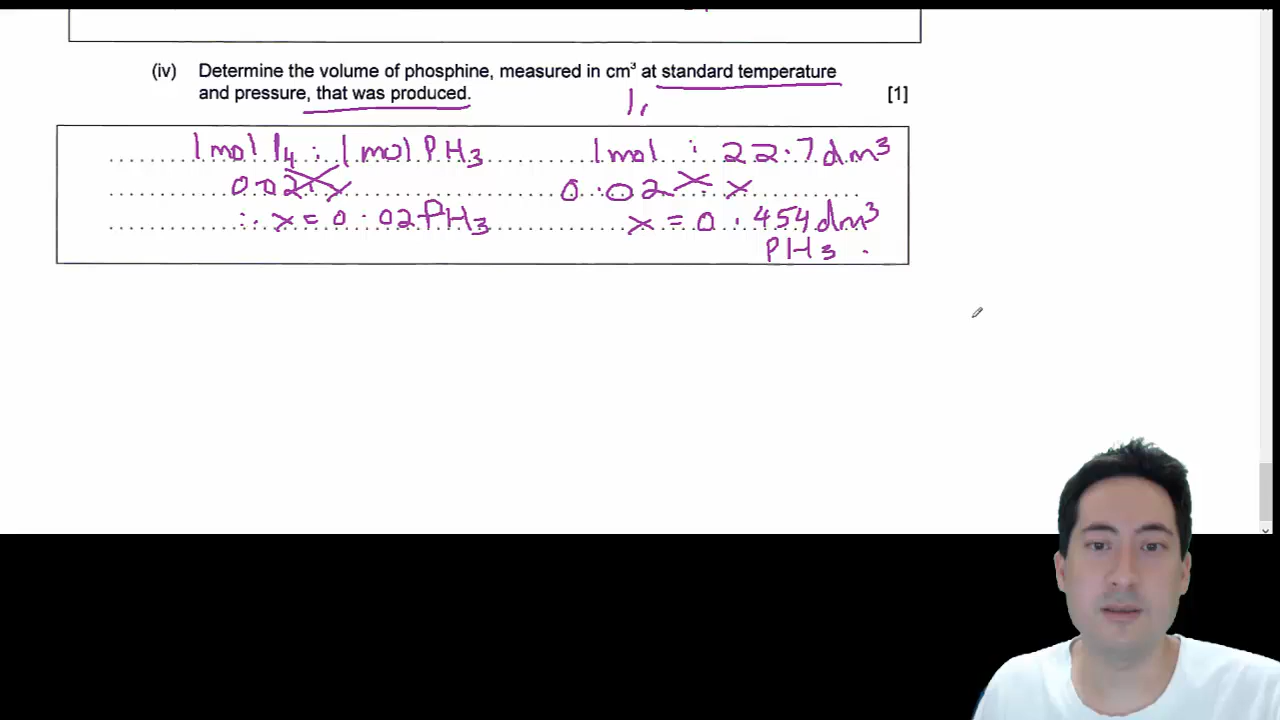 (iv) Determine the volume of phosphine, measured in cm³ at standard temperature
and pressure, that was produced. [1]
1,
1 mol P4 : 1 mol PH3 1 mol : 22.7 dm³
0.02 : x 0.02 : x
∴ x = 0.02 PH3 x = 0.454 dm³
PH3 .